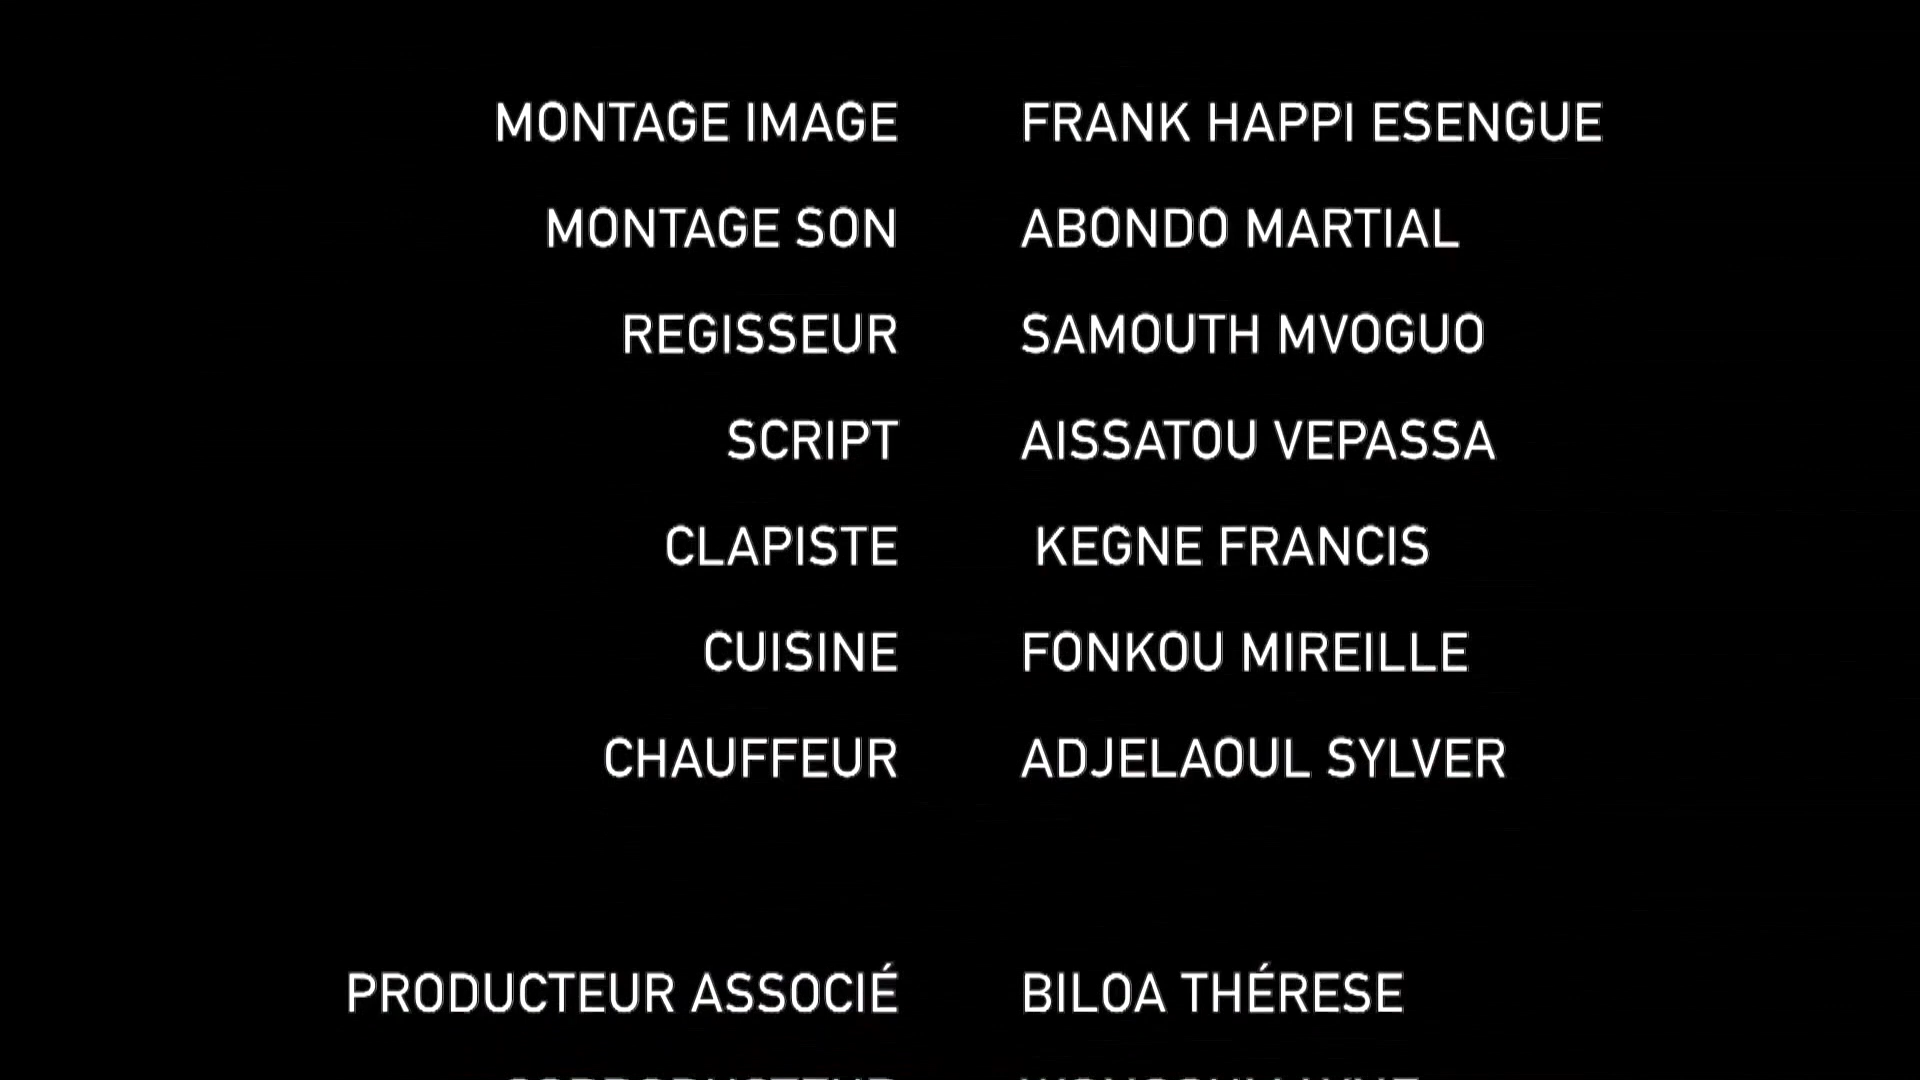 MONTAGE IMAGE FRANK HAPPI ESENGUE
MONTAGE SON ABONDO MARTIAL
REGISSEUR SAMOUTH MVOGUO
SCRIPT AISSATOU VEPASSA
CLAPISTE KEGNE FRANCIS
CUISINE FONKOU MIREILLE
CHAUFFEUR ADJELAOUL SYLVER
PRODUCTEUR ASSOCIÉ BILOA THÉRESE